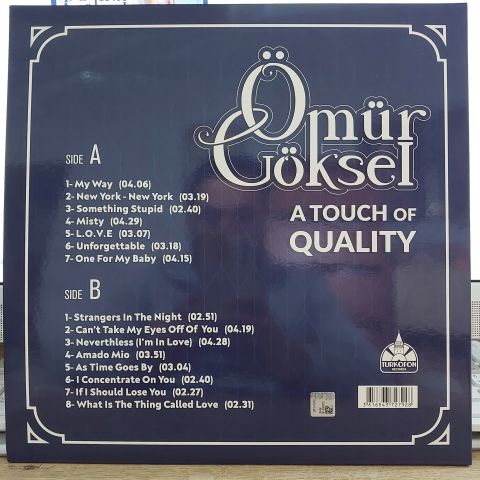 Ömür
Göksel
A TOUCH OF
QUALITY
SIDE A
1- My Way (04.06)
2- New York - New York (03.19)
3- Something Stupid (02.40)
4- Misty (04.29)
5- L.O.V.E (03.07)
6- Unforgettable (03.18)
7- One For My Baby (04.15)
SIDE B
1- Strangers In The Night (02.51)
2- Can't Take My Eyes Off Of You (04.19)
3- Neverthless (I'm In Love) (04.28)
4- Amado Mio (03.51)
5- As Time Goes By (03.04)
6- I Concentrate On You (02.40)
7- If I Should Lose You (02.27)
8- What Is The Thing Called Love (02.31)
TURKOFON
RECORDS
3616843727928